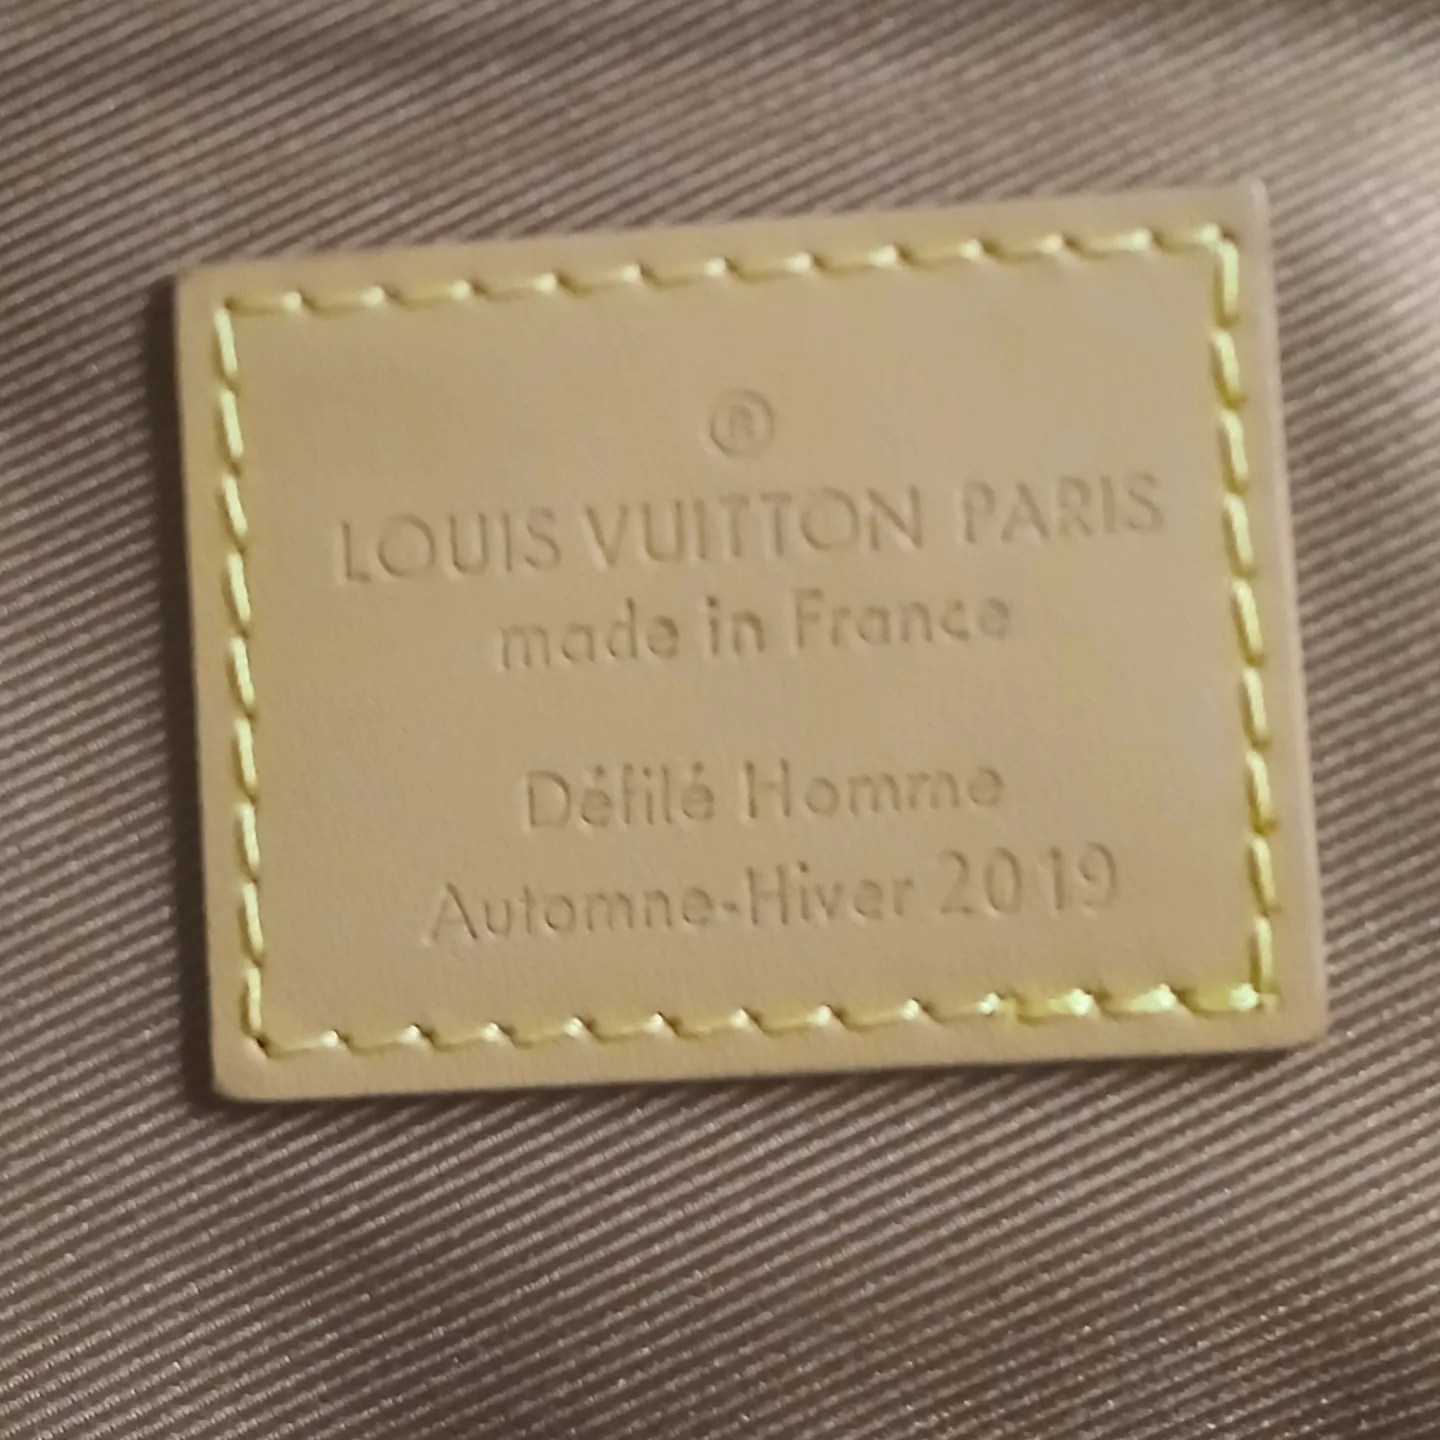 ®
LOUIS VUITTON PARIS
made in France
Défilé Homme
Automne-Hiver 2019